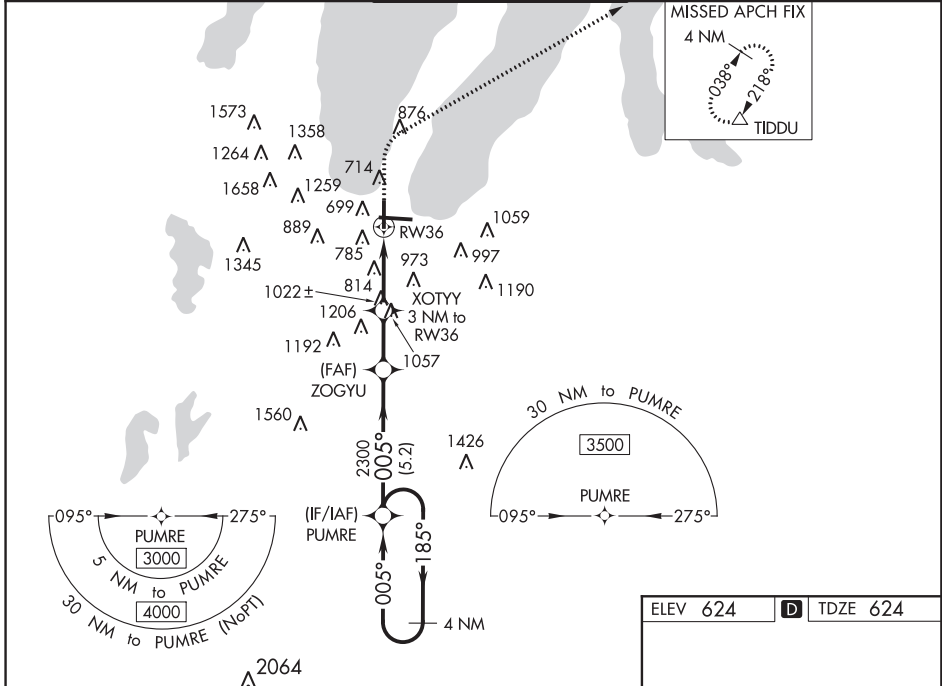 MISSED APCH FIX
4 NM
038°
218°
TIDDU
876
1573
1358
1264
714
1658
1259
699
1059
889
RW36
785
997
1345
973
814
1190
1022±
XOTYY
3 NM to
RW36
1206
1192
1057
(FAF)
ZOGYU
1560
1426
2300
005°
(5.2)
30 NM to PUMRE
3500
PUMRE
095°
275°
(IF/IAF)
PUMRE
185°
005°
4 NM
095°
275°
PUMRE
3000
5 NM to PUMRE
4000
30 NM to PUMRE (NoPT)
2064
ELEV 624
D
TDZE 624